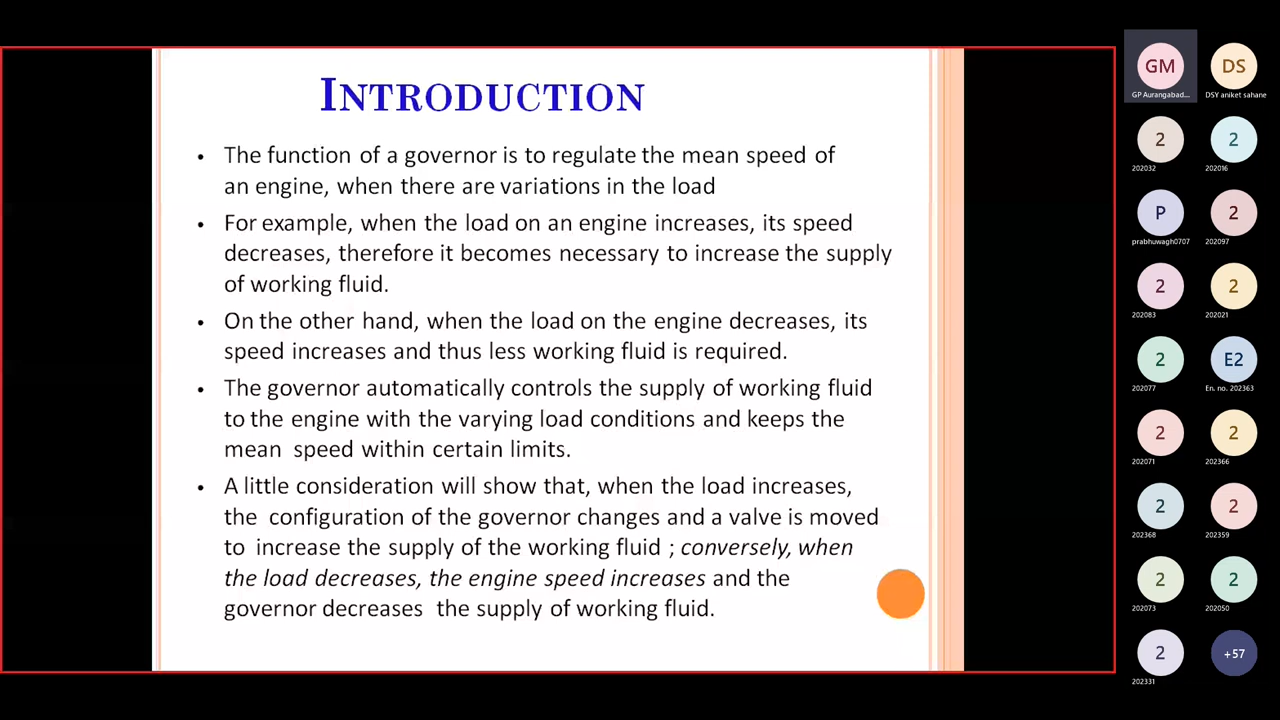 INTRODUCTION
• The function of a governor is to regulate the mean speed of
an engine, when there are variations in the load
• For example, when the load on an engine increases, its speed
decreases, therefore it becomes necessary to increase the supply
of working fluid.
• On the other hand, when the load on the engine decreases, its
speed increases and thus less working fluid is required.
• The governor automatically controls the supply of working fluid
to the engine with the varying load conditions and keeps the
mean speed within certain limits.
• A little consideration will show that, when the load increases,
the configuration of the governor changes and a valve is moved
to increase the supply of the working fluid ; conversely, when
the load decreases, the engine speed increases and the
governor decreases the supply of working fluid.
GM DS
GP Aurangabad... DSY aniket sahane
2 2
202032 202016
P 2
prabhuwagh0707 202097
2 2
202083 202021
2 E2
202077 En. no. 202363
2 2
202071 202366
2 2
202368 202359
2 2
202073 202050
2 +57
202331